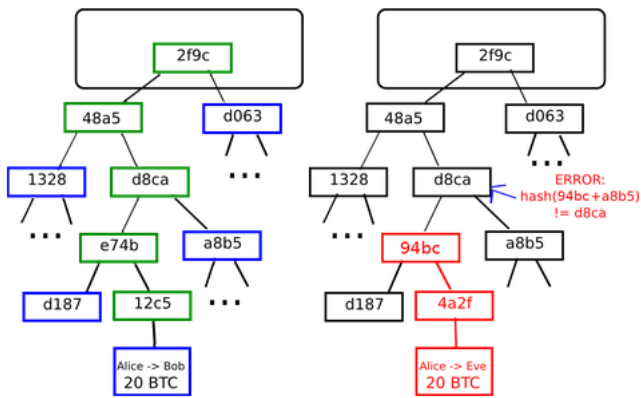 2f9c
48a5
d063
1328
d8ca
...
...
e74b
a8b5
d187
12c5
...
Alice -> Bob
20 BTC
2f9c
48a5
d063
1328
d8ca
...
ERROR:
hash(94bc+a8b5)
!= d8ca
...
94bc
a8b5
d187
4a2f
...
Alice -> Eve
20 BTC